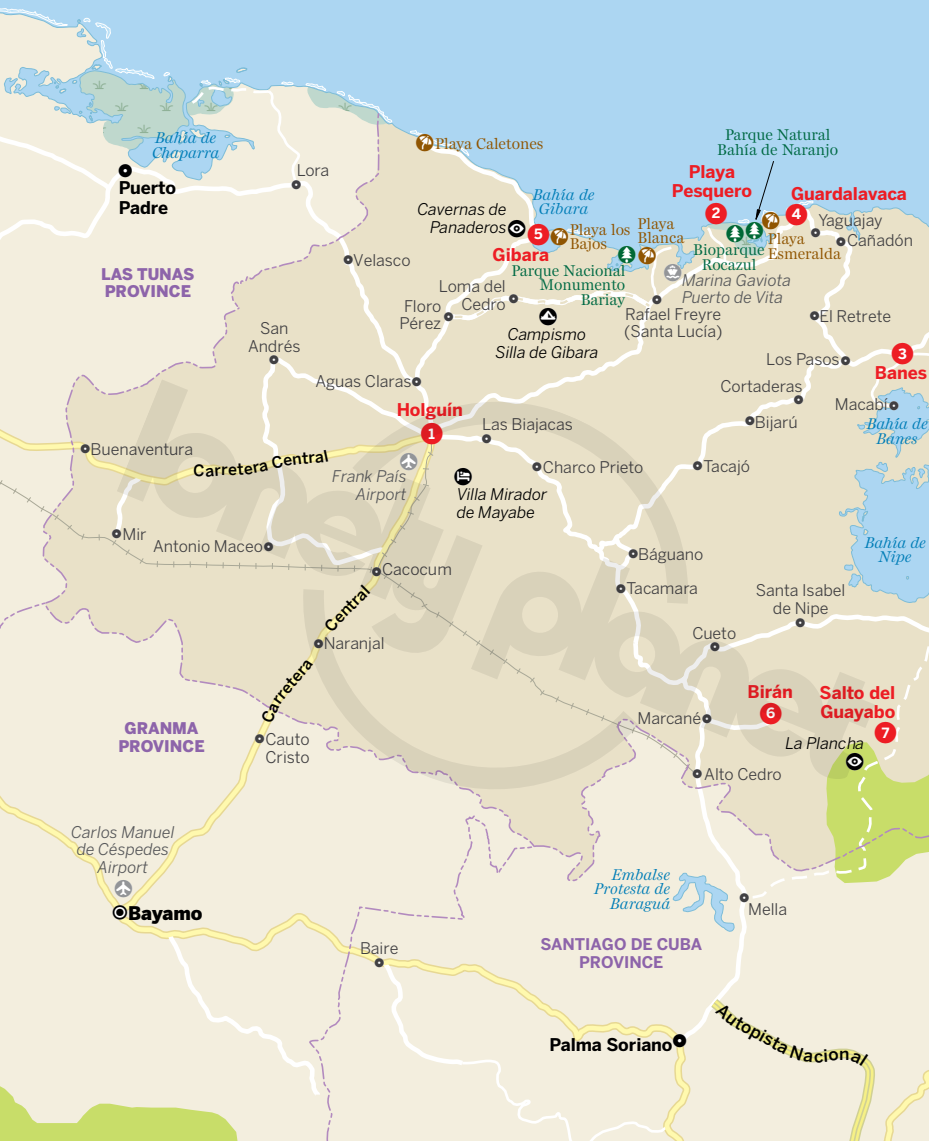 Parque Natural
Bahía de Naranjo
Bahía de
Chaparra
Playa Caletones
Puerto
Padre
Lora
Playa
Pesquero
2
Guardalavaca
4
Bahía de
Gibara
Cavernas de
Panaderos
5
Gibara
Playa los
Bajos
Playa
Blanca
Bioparque
Rocazul
Playa
Esmeralda
Yaguajay
Cañadón
LAS TUNAS
PROVINCE
Velasco
Parque Nacional
Monumento
Bariay
Marina Gaviota
Puerto de Vita
Loma del
Cedro
Floro
Pérez
Rafael Freyre
(Santa Lucía)
El Retrete
San
Andrés
Campismo
Silla de Gibara
Los Pasos
3
Banes
Aguas Claras
Cortaderas
Macabí
Holguín
1
Las Biajacas
Bijarú
Bahía de
Banes
Buenaventura
Carretera Central
Frank País
Airport
Villa Mirador
de Mayabe
Charco Prieto
Tacajó
Mir
Antonio Maceo
Báguano
Bahía de
Nipe
Cacocum
Tacamara
Santa Isabel
de Nipe
Carretera Central
Naranjal
Cueto
Birán
6
Salto del
Guayabo
7
GRANMA
PROVINCE
Cauto
Cristo
Marcané
La Plancha
Alto Cedro
Carlos Manuel
de Céspedes
Airport
Bayamo
Embalse
Protesta de
Baraguá
Mella
Baire
SANTIAGO DE CUBA
PROVINCE
Palma Soriano
Autopista Nacional
lonely planet